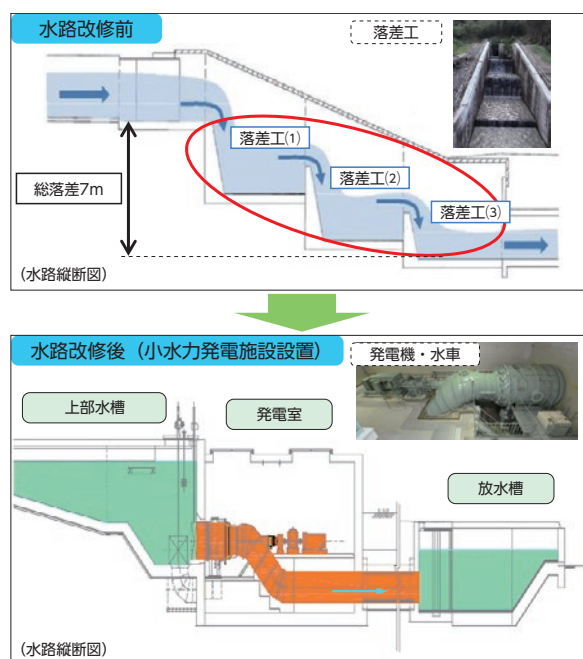 水路改修前
落差工
落差工(1)
落差工(2)
落差工(3)
総落差7m
(水路縦断図)
水路改修後(小水力発電施設設置)
発電機・水車
上部水槽
発電室
放水槽
(水路縦断図)